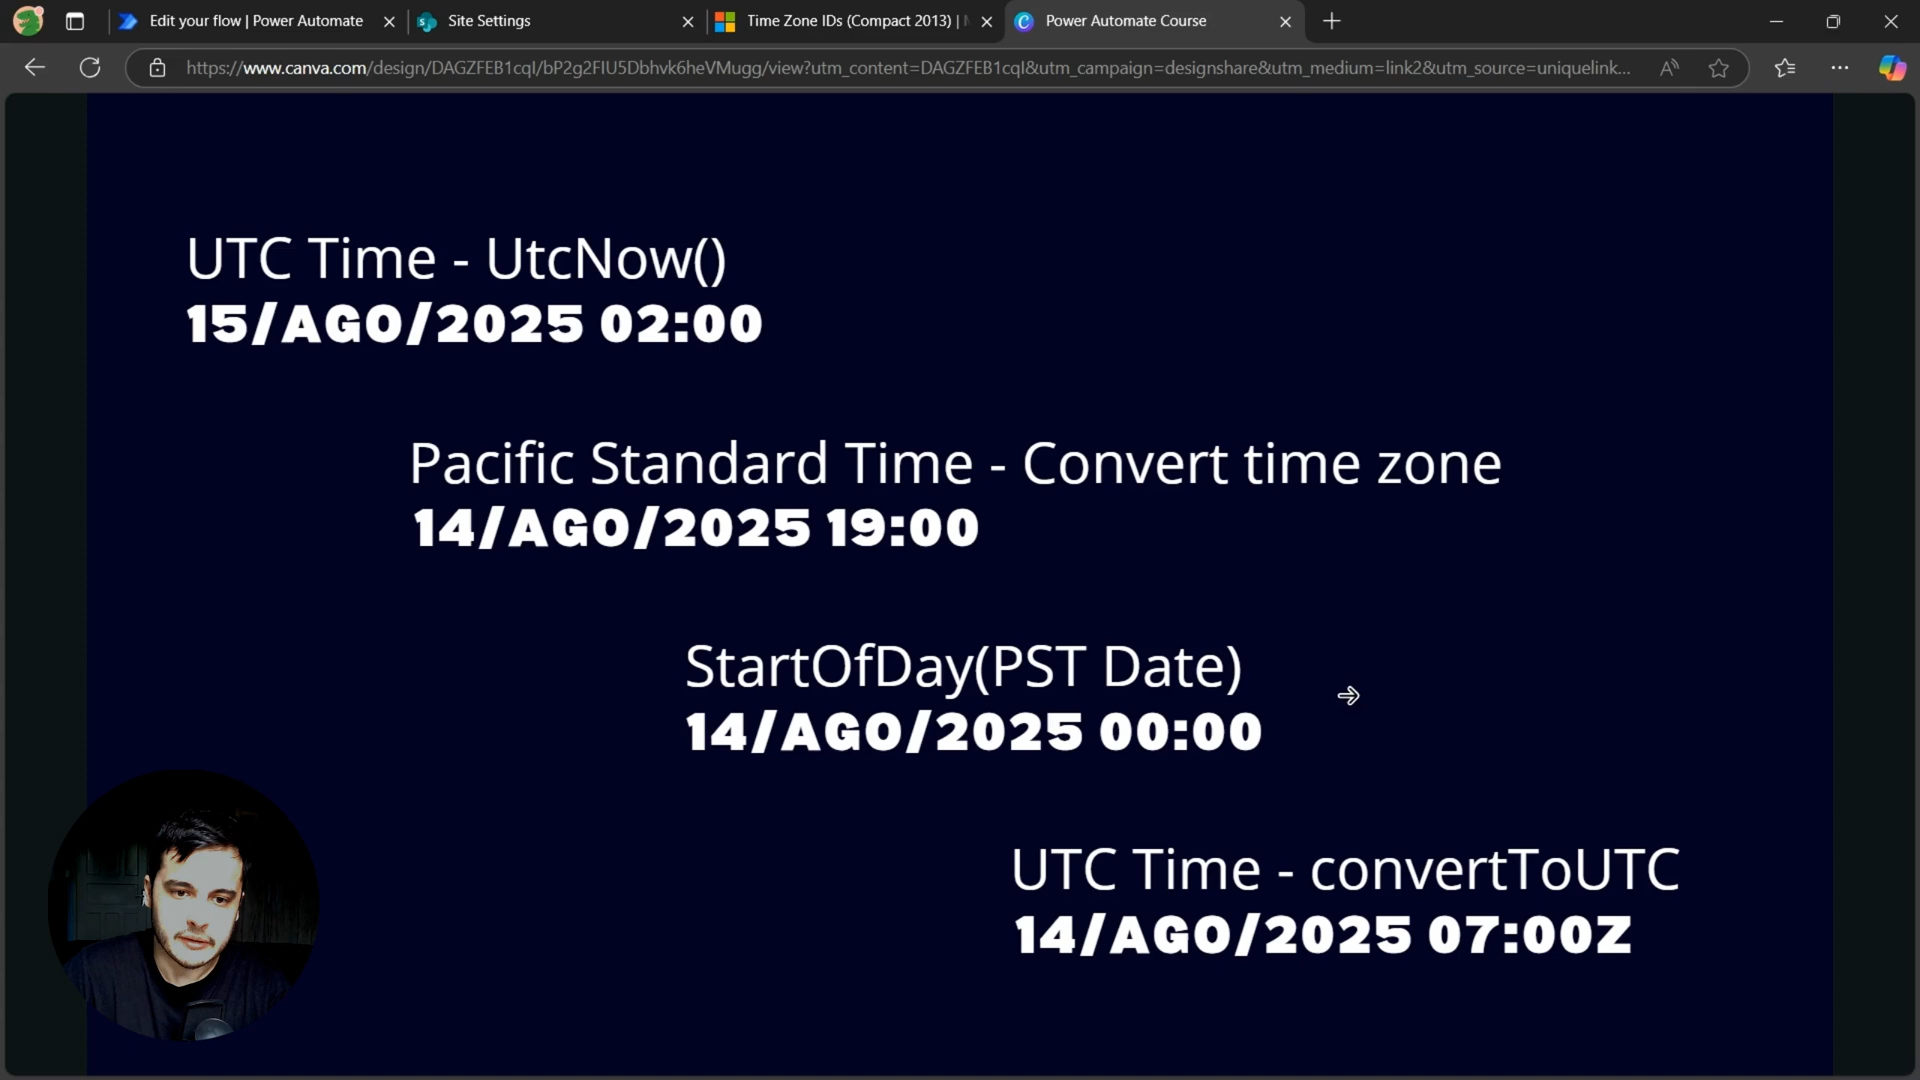 Edit your flow | Power Automate
Site Settings
Time Zone IDs (Compact 2013) |
Power Automate Course
https://www.canva.com/design/DAGZFEB1cqI/bP2g2FIU5Dbhvk6heVMugg/view?utm_content=DAGZFEB1cqI&utm_campaign=designshare&utm_medium=link2&utm_source=uniquelink...
UTC Time - UtcNow()
15/AGO/2025 02:00
Pacific Standard Time - Convert time zone
14/AGO/2025 19:00
StartOfDay(PST Date)
14/AGO/2025 00:00
UTC Time - convertToUTC
14/AGO/2025 07:00Z